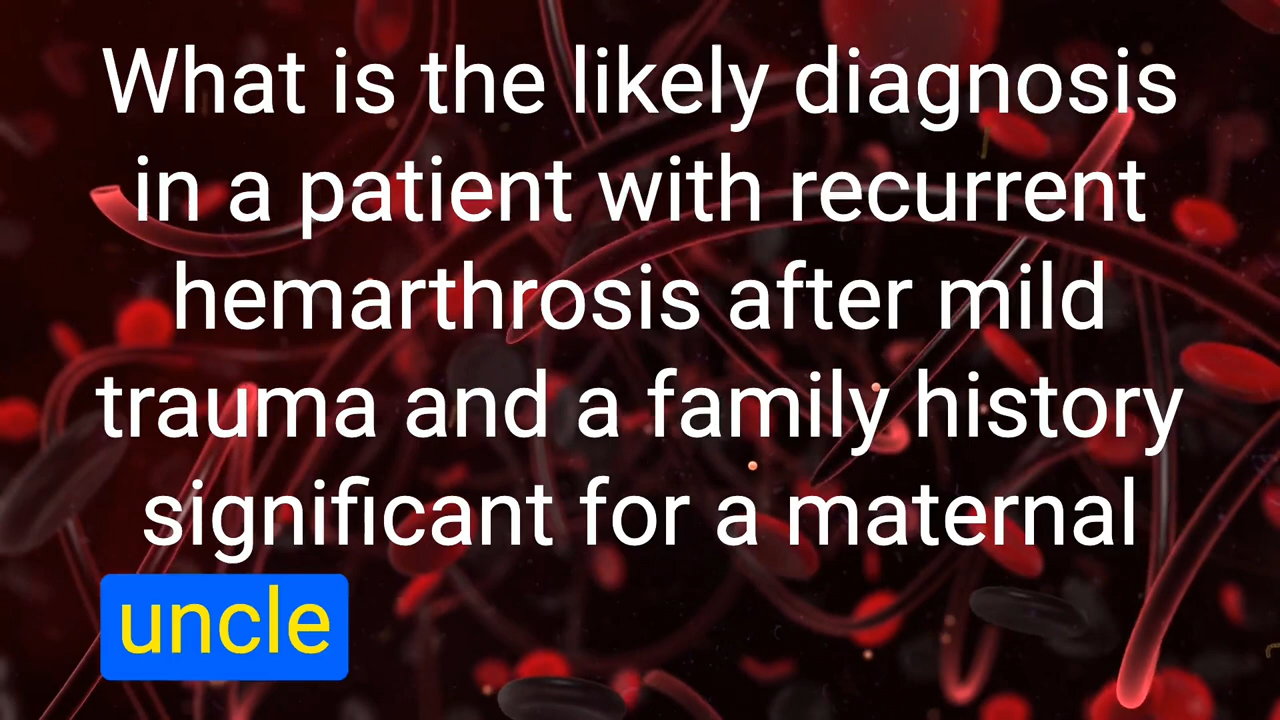 What is the likely diagnosis
in a patient with recurrent
hemarthrosis after mild
trauma and a family history
significant for a maternal
uncle